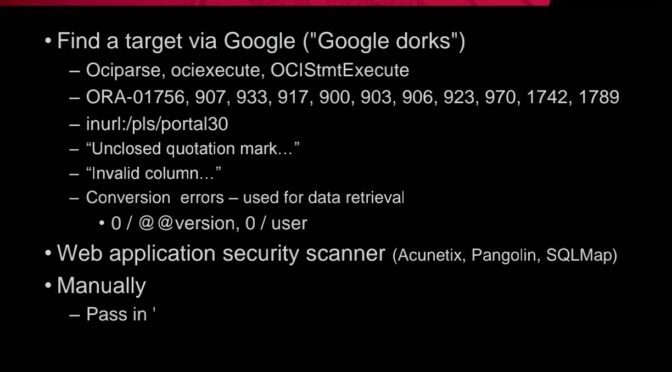 • Find a target via Google ("Google dorks")
– Ociparse, ociexecute, OCIStmtExecute
– ORA-01756, 907, 933, 917, 900, 903, 906, 923, 970, 1742, 1789
– inurl:/pls/portal30
– “Unclosed quotation mark…”
– “Invalid column…”
– Conversion errors – used for data retrieval
• 0 / @@version, 0 / user
• Web application security scanner (Acunetix, Pangolin, SQLMap)
• Manually
– Pass in '